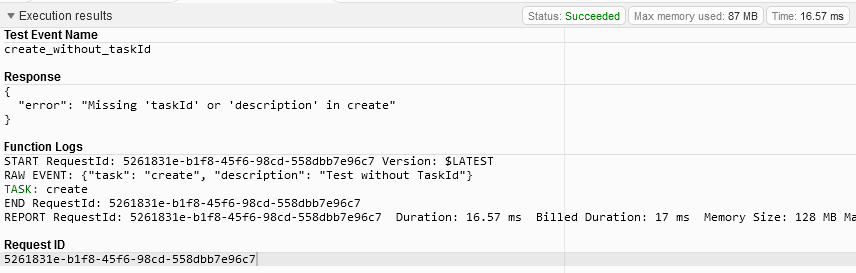 Execution results
Status: Succeeded
Max memory used: 87 MB
Time: 16.57 ms
Test Event Name
create_without_taskId
Response
{
"error": "Missing 'taskId' or 'description' in create"
}
Function Logs
START RequestId: 5261831e-b1f8-45f6-98cd-558dbb7e96c7 Version: $LATEST
RAW EVENT: {"task": "create", "description": "Test without TaskId"}
TASK: create
END RequestId: 5261831e-b1f8-45f6-98cd-558dbb7e96c7
REPORT RequestId: 5261831e-b1f8-45f6-98cd-558dbb7e96c7 Duration: 16.57 ms Billed Duration: 17 ms Memory Size: 128 MB Ma
Request ID
5261831e-b1f8-45f6-98cd-558dbb7e96c7